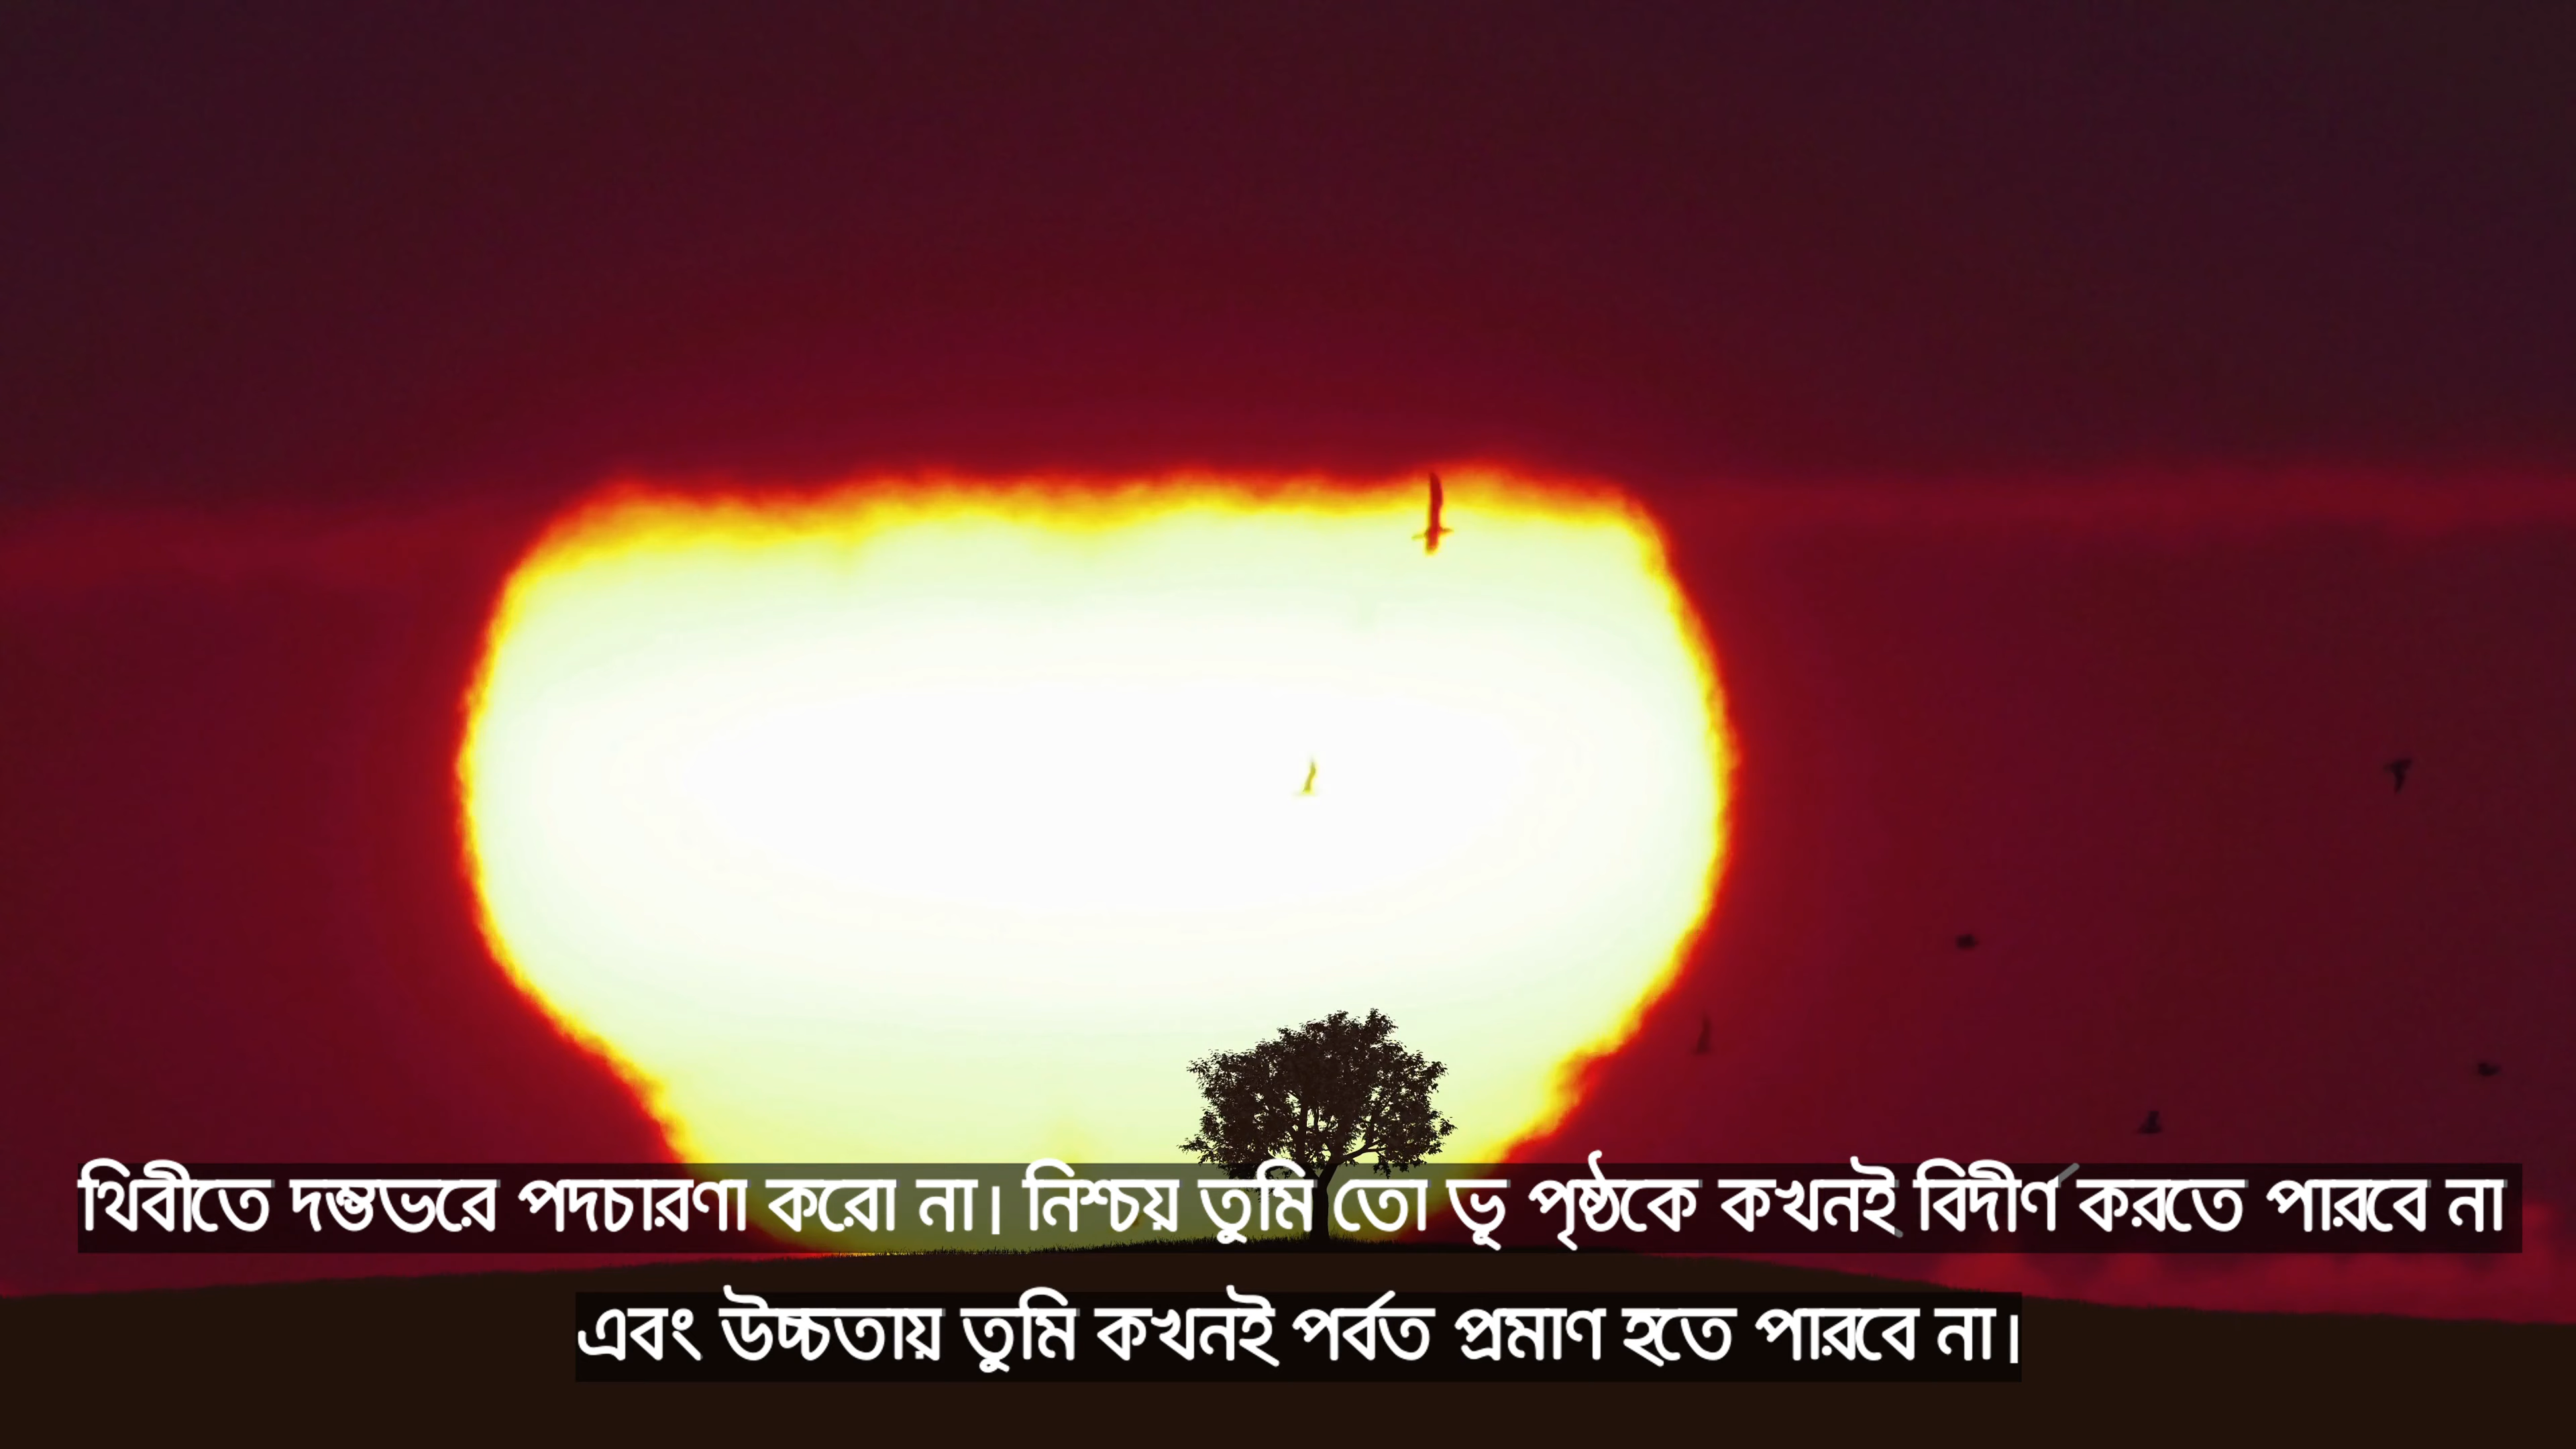 থিবীতে দম্ভভরে পদচারণা করো না। নিশ্চয় তুমি তো ভূ পৃষ্ঠকে কখনই বিদীর্ণ করতে পারবে না
এবং উচ্চতায় তুমি কখনই পর্বত প্রমাণ হতে পারবে না।